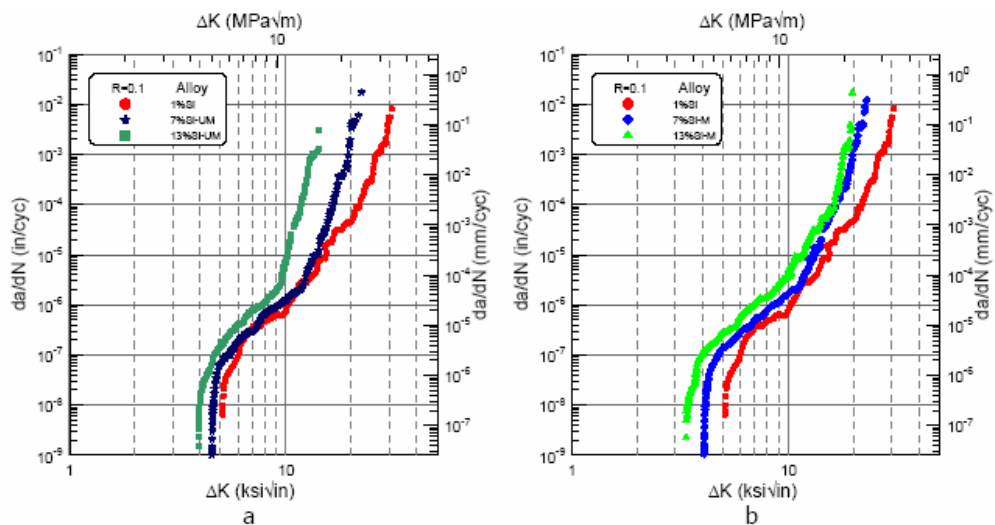 ΔK (MPa√m)
10
10⁻¹
10⁻²
10⁻³
10⁻⁴
10⁻⁵
10⁻⁶
10⁻⁷
10⁻⁸
10⁻⁹
da/dN (in/cyc)
R=0.1 Alloy
1%SI
7%SI-UM
13%SI-UM
10⁰
10⁻¹
10⁻²
10⁻³
10⁻⁴
10⁻⁵
10⁻⁶
10⁻⁷
da/dN (mm/cyc)
1 10
ΔK (ksi√in)
a
ΔK (MPa√m)
10
10⁻¹
10⁻²
10⁻³
10⁻⁴
10⁻⁵
10⁻⁶
10⁻⁷
10⁻⁸
10⁻⁹
da/dN (in/cyc)
R=0.1 Alloy
1%SI
7%SI-M
13%SI-M
10⁰
10⁻¹
10⁻²
10⁻³
10⁻⁴
10⁻⁵
10⁻⁶
10⁻⁷
da/dN (mm/cyc)
1 10
ΔK (ksi√in)
b